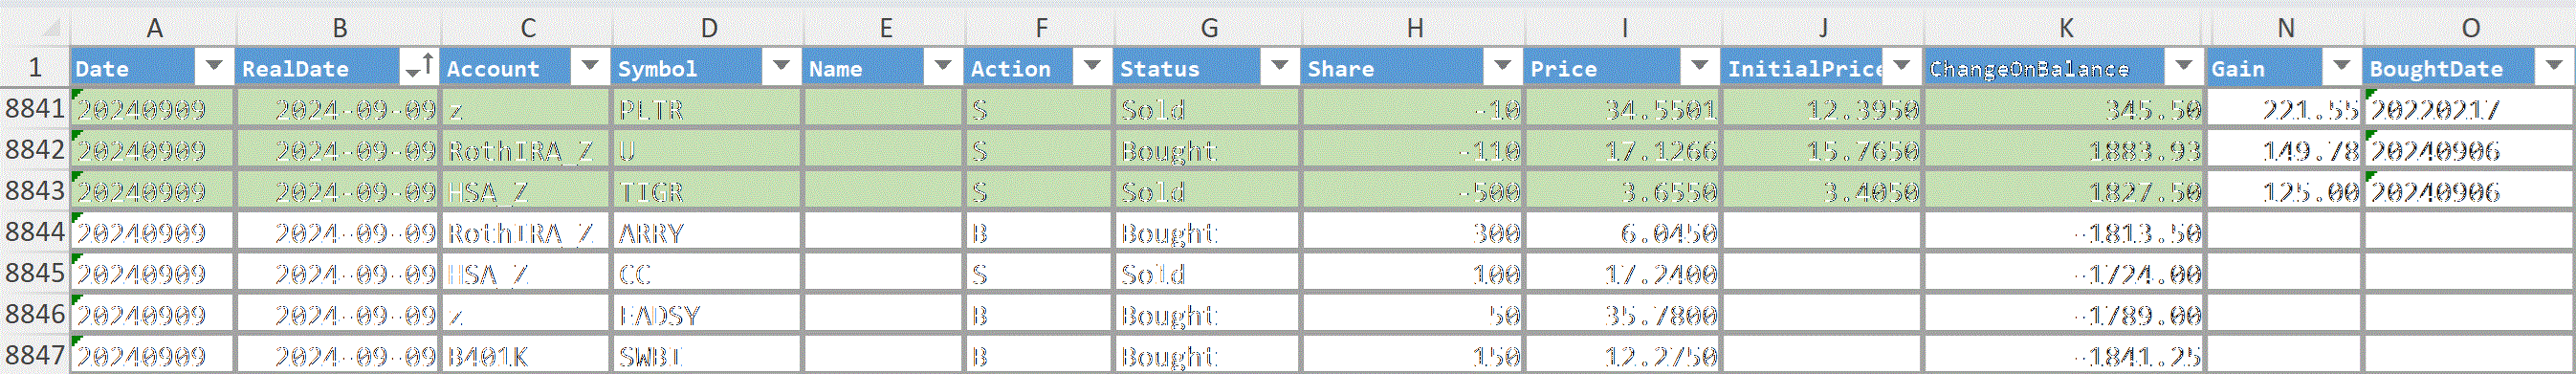 A B C D E F G H I J K N O
1 Date RealDate Account Symbol Name Action Status Share Price InitialPrice ChangeOnBalance Gain BoughtDate
8841 20240909 2024-09-09 z PLTR S Sold -10 34.5501 12.3950 345.50 221.55 20220217
8842 20240909 2024-09-09 RothIRA_Z U S Bought -110 17.1266 15.7650 1883.93 149.78 20240906
8843 20240909 2024-09-09 HSA_Z TIGR S Sold -500 3.6550 3.4050 1827.50 125.00 20240906
8844 20240909 2024-09-09 RothIRA_Z ARRY B Bought 300 6.0450 -1813.50
8845 20240909 2024-09-09 HSA_Z CC S Sold 100 17.2400 -1724.00
8846 20240909 2024-09-09 z EADSY B Bought 50 35.7800 -1789.00
8847 20240909 2024-09-09 B401K SWBI B Bought 150 12.2750 -1841.25